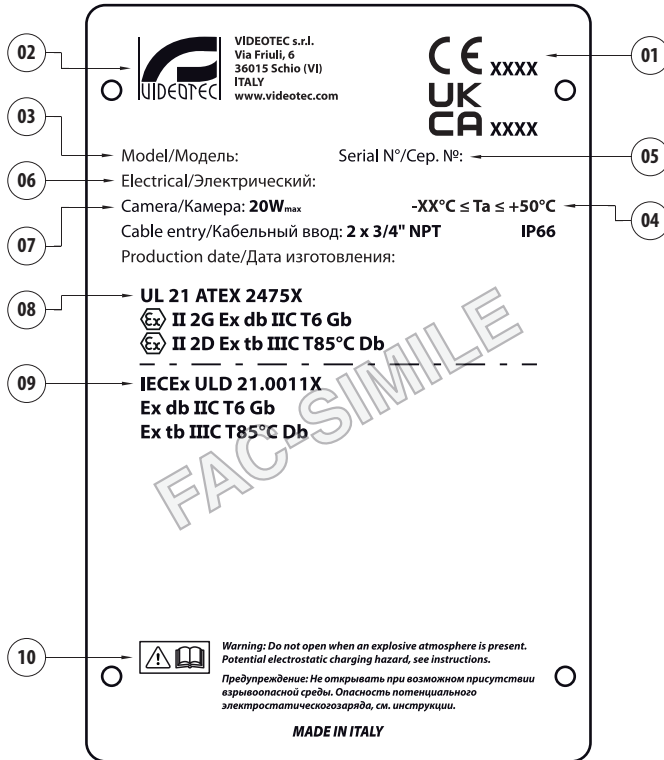 02
VIDEOTEC
VIDEOTEC s.r.l.
Via Friuli, 6
36015 Schio (VI)
ITALY
www.videotec.com
CE XXXX
UK
CA XXXX
01
03
Model/Модель:
Serial N°/Сер. №:
05
06
Electrical/Электрический:
07
Camera/Камера: 20Wmax
-XX°C ≤ Ta ≤ +50°C
04
Cable entry/Кабельный ввод: 2 x 3/4" NPT
IP66
Production date/Дата изготовления:
08
UL 21 ATEX 2475X
Ex II 2G Ex db IIC T6 Gb
Ex II 2D Ex tb IIIC T85°C Db
09
IECEx ULD 21.0011X
Ex db IIC T6 Gb
Ex tb IIIC T85°C Db
FAC-SIMILE
10
Warning: Do not open when an explosive atmosphere is present.
Potential electrostatic charging hazard, see instructions.
Предупреждение: Не открывать при возможном присутствии
взрывоопасной среды. Опасность потенциального
электростатическогозаряда, см. инструкции.
MADE IN ITALY